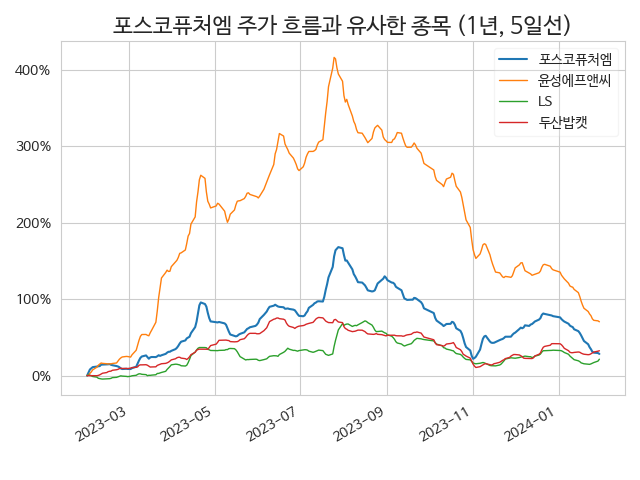 포스코퓨처엠 주가 흐름과 유사한 종목 (1년, 5일선)
포스코퓨처엠
윤성에프앤씨
LS
두산밥캣
400%
300%
200%
100%
0%
2023-03
2023-05
2023-07
2023-09
2023-11
2024-01